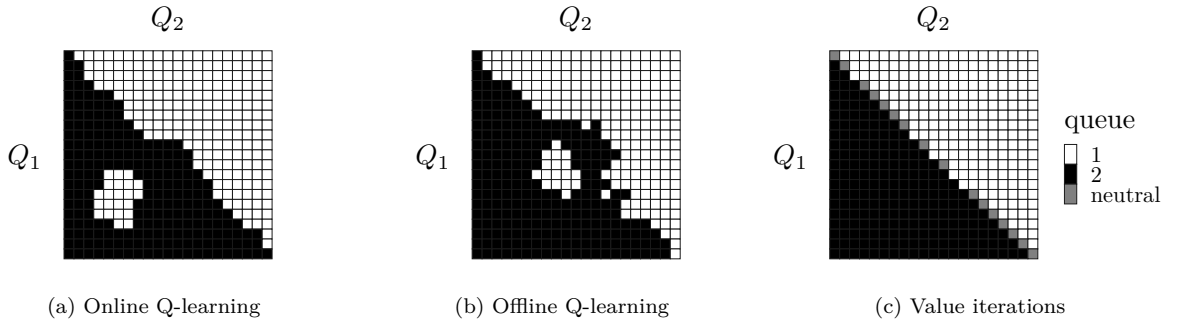 Q2 Q2 Q2
Q1 Q1 Q1
queue
1
2
neutral
(a) Online Q-learning (b) Offline Q-learning (c) Value iterations